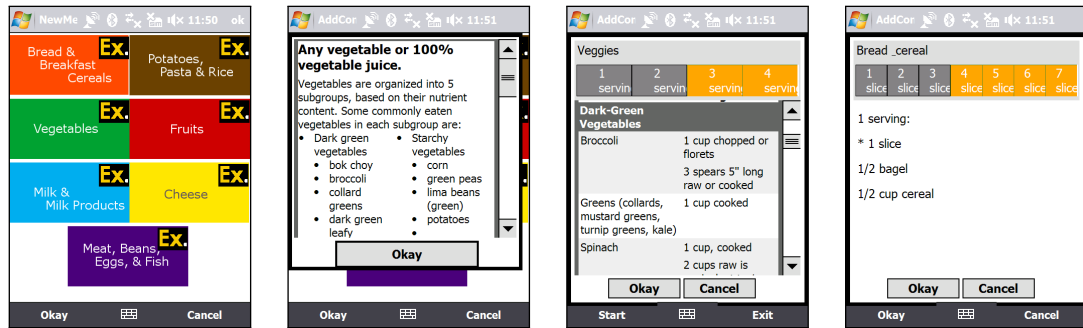 NewMe 11:50 ok
Bread &
Breakfast
Cereals
Ex.
Potatoes,
Pasta & Rice
Ex.
Vegetables
Ex.
Fruits
Ex.
Milk &
Milk Products
Ex.
Cheese
Ex.
Meat, Beans,
Eggs, & Fish
Ex.
Okay Cancel
AddCor 11:51
Any vegetable or 100%
vegetable juice.
Vegetables are organized into 5
subgroups, based on their nutrient
content. Some commonly eaten
vegetables in each subgroup are:
• Dark green
vegetables
• bok choy
• broccoli
• collard
greens
• dark green
leafy
• Starchy
vegetables
• corn
• green peas
• lima beans
(green)
• potatoes
•
Okay
Okay Cancel
AddCor 11:51
Veggies
1 2 3 4
servin servin servin servin
Dark-Green
Vegetables
Broccoli 1 cup chopped or
florets
3 spears 5" long
raw or cooked
Greens (collards, 1 cup cooked
mustard greens,
turnip greens, kale)
Spinach 1 cup, cooked
2 cups raw is
Okay Cancel
Start Exit
AddCor 11:51
Bread _cereal
1 2 3 4 5 6 7
slice slice slice slice slice slice slice
1 serving:
* 1 slice
1/2 bagel
1/2 cup cereal
Okay Cancel
Okay Cancel